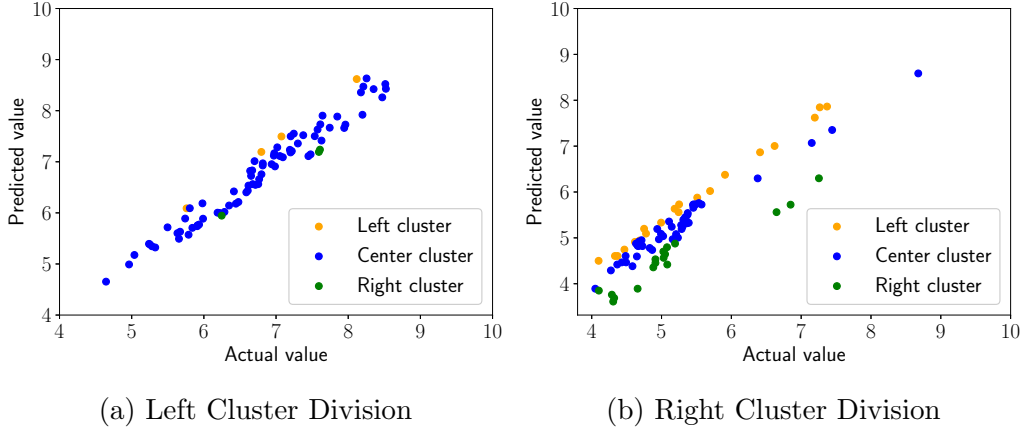 10
9
8
7
6
5
4
4 5 6 7 8 9 10
Predicted value
Actual value
Left cluster
Center cluster
Right cluster
(a) Left Cluster Division
10
9
8
7
6
5
4
4 5 6 7 8 9 10
Predicted value
Actual value
Left cluster
Center cluster
Right cluster
(b) Right Cluster Division